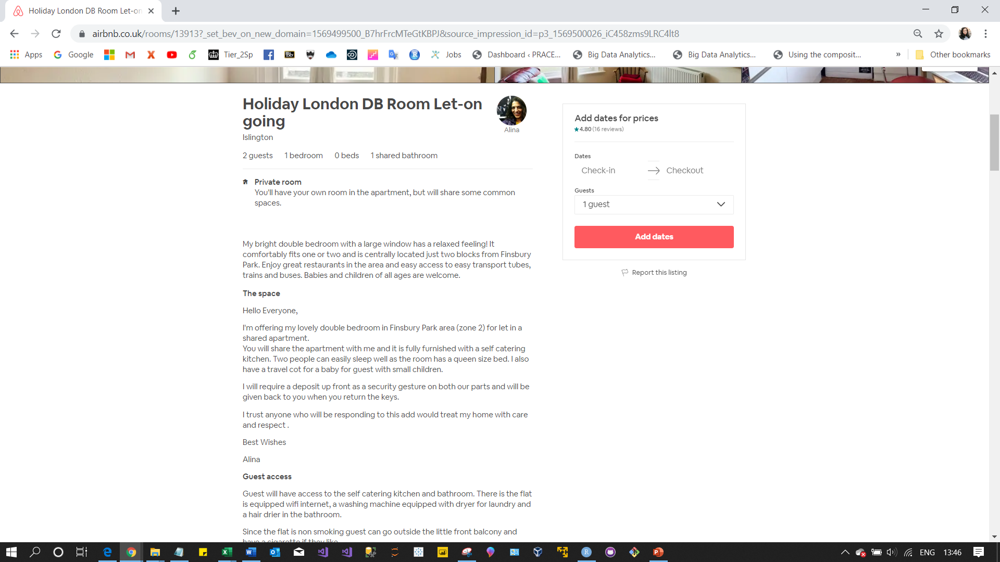 Holiday London DB Room Let-on
airbnb.co.uk/rooms/13913?_set_bev_on_new_domain=1569499500_B7hrFrcMTeGtKBPJ&source_impression_id=p3_1569500026_iC458zms9LRC4lt8
Apps Google Tier_2Sp Bb Jobs Dashboard ‹ PRACE... Big Data Analytics... Big Data Analytics... Using the composit... » Other bookmarks
Holiday London DB Room Let-on
going
Alina
Islington
2 guests 1 bedroom 0 beds 1 shared bathroom
Private room
You'll have your own room in the apartment, but will share some common
spaces.
My bright double bedroom with a large window has a relaxed feeling! It
comfortably fits one or two and is centrally located just two blocks from Finsbury
Park. Enjoy great restaurants in the area and easy access to easy transport tubes,
trains and buses. Babies and children of all ages are welcome.
The space
Hello Everyone,
I'm offering my lovely double bedroom in Finsbury Park area (zone 2) for let in a
shared apartment.
You will share the apartment with me and it is fully furnished with a self catering
kitchen. Two people can easily sleep well as the room has a queen size bed. I also
have a travel cot for a baby for guest with small children.
I will require a deposit up front as a security gesture on both our parts and will be
given back to you when you return the keys.
I trust anyone who will be responding to this add would treat my home with care
and respect .
Best Wishes
Alina
Guest access
Guest will have access to the self catering kitchen and bathroom. There is the flat
is equipped wifi internet, a washing machine equipped with dryer for laundry and
a hair drier in the bathroom.
Since the flat is non smoking guest can go outside the little front balcony and
have a cigarette if they like.
Add dates for prices
4.80 (16 reviews)
Dates
Check-in Checkout
Guests
1 guest
Add dates
Report this listing
ENG 13:46